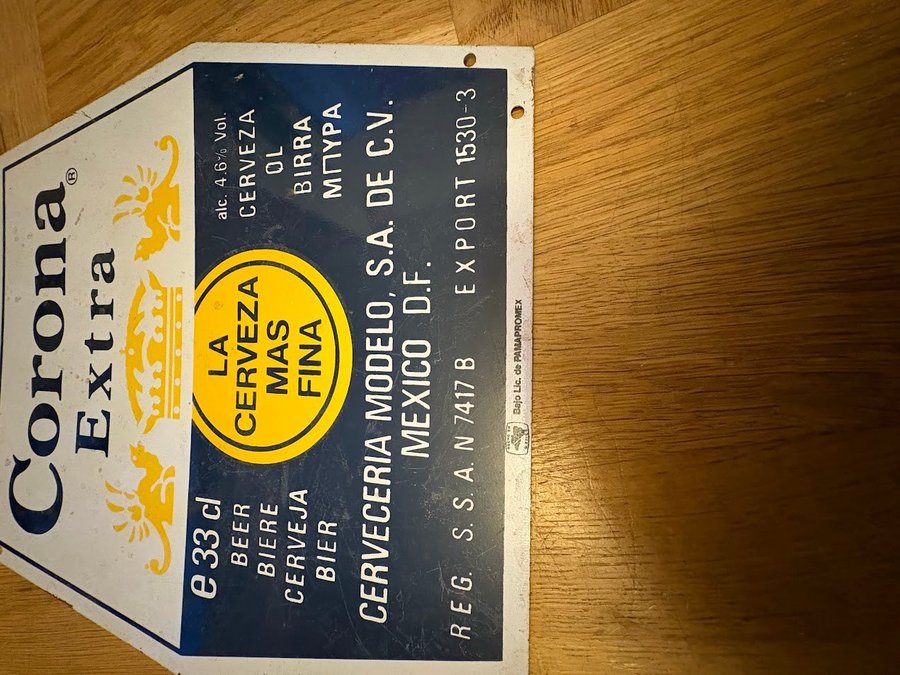 Corona®
Extra
e 33 cl
BEER
BIERE
CERVEJA
BIER
LA
CERVEZA
MAS
FINA
alc. 4.6% Vol.
CERVEZA
OL
BIRRA
ΜΠΥΡΑ
CERVECERIA MODELO, S.A. DE C.V.
MEXICO D.F.
REG. S.S.A N 7417 B EXPORT 1530-3
Bajo Lic. de PAMAPROMEX